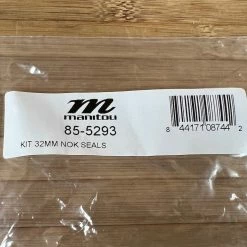 m
manitou
85-5293
KIT 32MM NOK SEALS
8 44171 08744 2